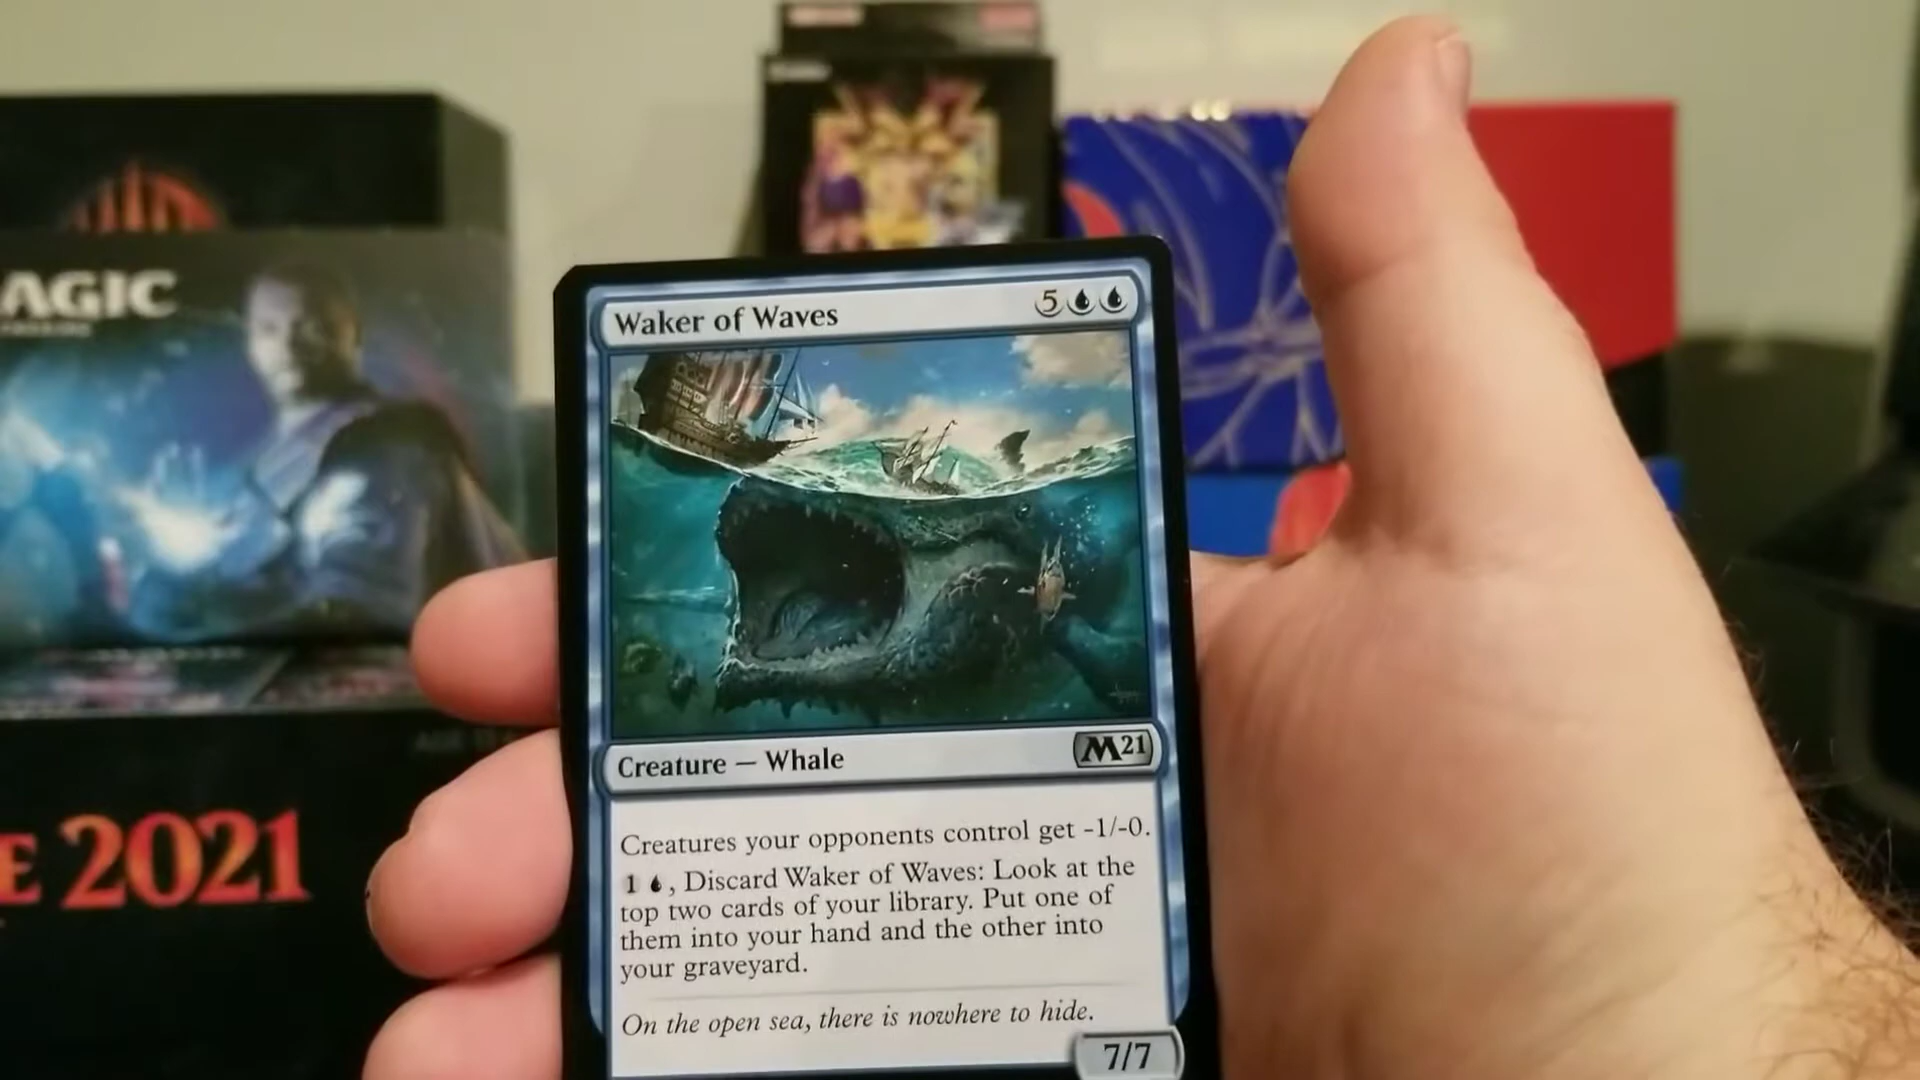 AGIC
E 2021
Waker of Waves 5
Creature — Whale M21
Creatures your opponents control get -1/-0.
1 , Discard Waker of Waves: Look at the
top two cards of your library. Put one of
them into your hand and the other into
your graveyard.
On the open sea, there is nowhere to hide.
7/7